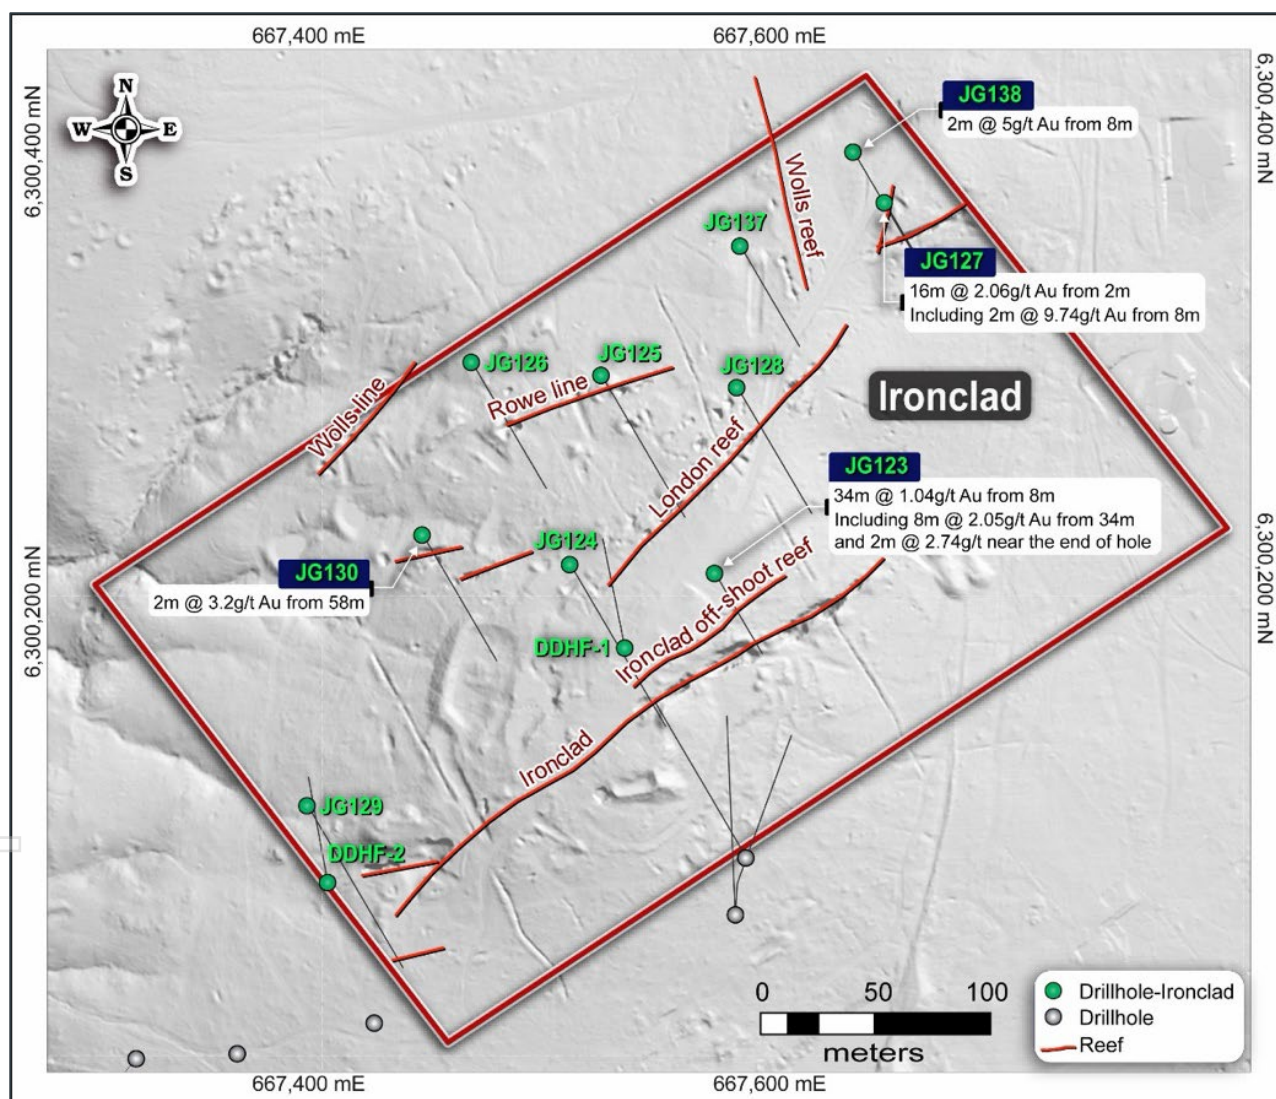 667,400 mE
667,600 mE
6,300,400 mN
6,300,400 mN
N
W
E
S
JG138
2m @ 5g/t Au from 8m
Wolls reef
JG137
JG127
16m @ 2.06g/t Au from 2m
Including 2m @ 9.74g/t Au from 8m
JG126
JG125
JG128
Rowe line
Wolls line
Ironclad
London reef
JG123
34m @ 1.04g/t Au from 8m
Including 8m @ 2.05g/t Au from 34m
and 2m @ 2.74g/t near the end of hole
JG124
JG130
2m @ 3.2g/t Au from 58m
6,300,200 mN
6,300,200 mN
Ironclad off-shoot reef
DDHF-1
Ironclad
JG129
DDHF-2
0
50
100
meters
Drillhole-Ironclad
Drillhole
Reef
667,400 mE
667,600 mE